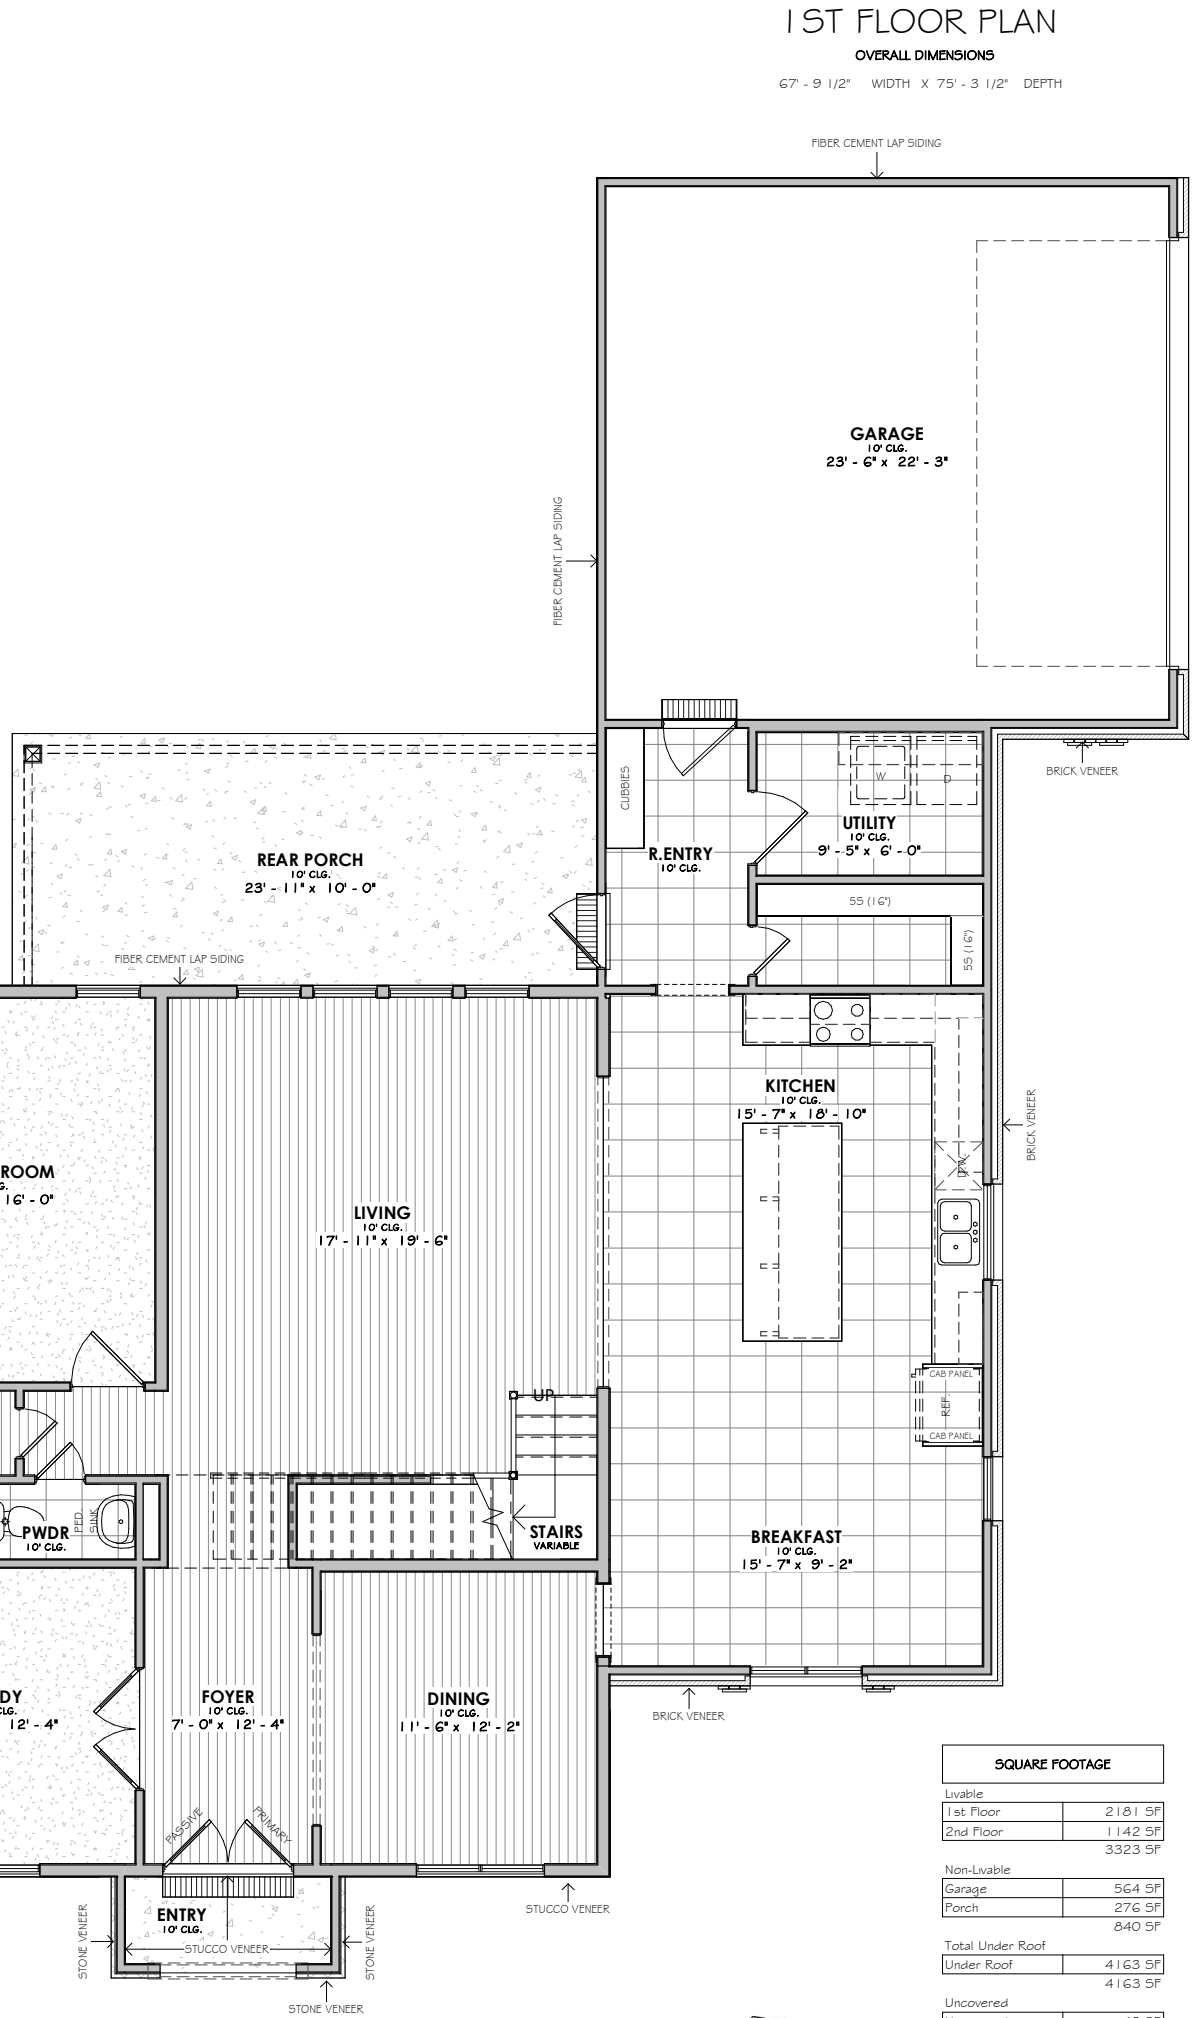 1ST FLOOR PLAN
OVERALL DIMENSIONS
67' - 9 1/2" WIDTH X 75' - 3 1/2" DEPTH
FIBER CEMENT LAP SIDING
GARAGE
10' CLG.
23' - 6" x 22' - 3"
FIBER CEMENT LAP SIDING
BRICK VENEER
CUBBIES
W
D
UTILITY
10' CLG.
9' - 5" x 6' - 0"
R.ENTRY
10' CLG.
REAR PORCH
10' CLG.
23' - 11" x 10' - 0"
5S (16")
5S (16")
FIBER CEMENT LAP SIDING
KITCHEN
10' CLG.
15' - 7" x 18' - 10"
BRICK VENEER
D.W.
ROOM
G.
16' - 0"
LIVING
10' CLG.
17' - 11" x 19' - 6"
CAB PANEL
REF.
CAB PANEL
UP
STAIRS
VARIABLE
PWDR
10' CLG.
PED.
SINK
BREAKFAST
10' CLG.
15' - 7" x 9' - 2"
DY
CLG.
12' - 4"
FOYER
10' CLG.
7' - 0" x 12' - 4"
DINING
10' CLG.
11' - 6" x 12' - 2"
BRICK VENEER
PASSIVE
PRIMARY
STUCCO VENEER
ENTRY
10' CLG.
STUCCO VENEER
STONE VENEER
STONE VENEER
STONE VENEER
SQUARE FOOTAGE
Livable
1st Floor 2181 SF
2nd Floor 1142 SF
3323 SF
Non-Livable
Garage 564 SF
Porch 276 SF
840 SF
Total Under Roof
Under Roof 4163 SF
4163 SF
Uncovered